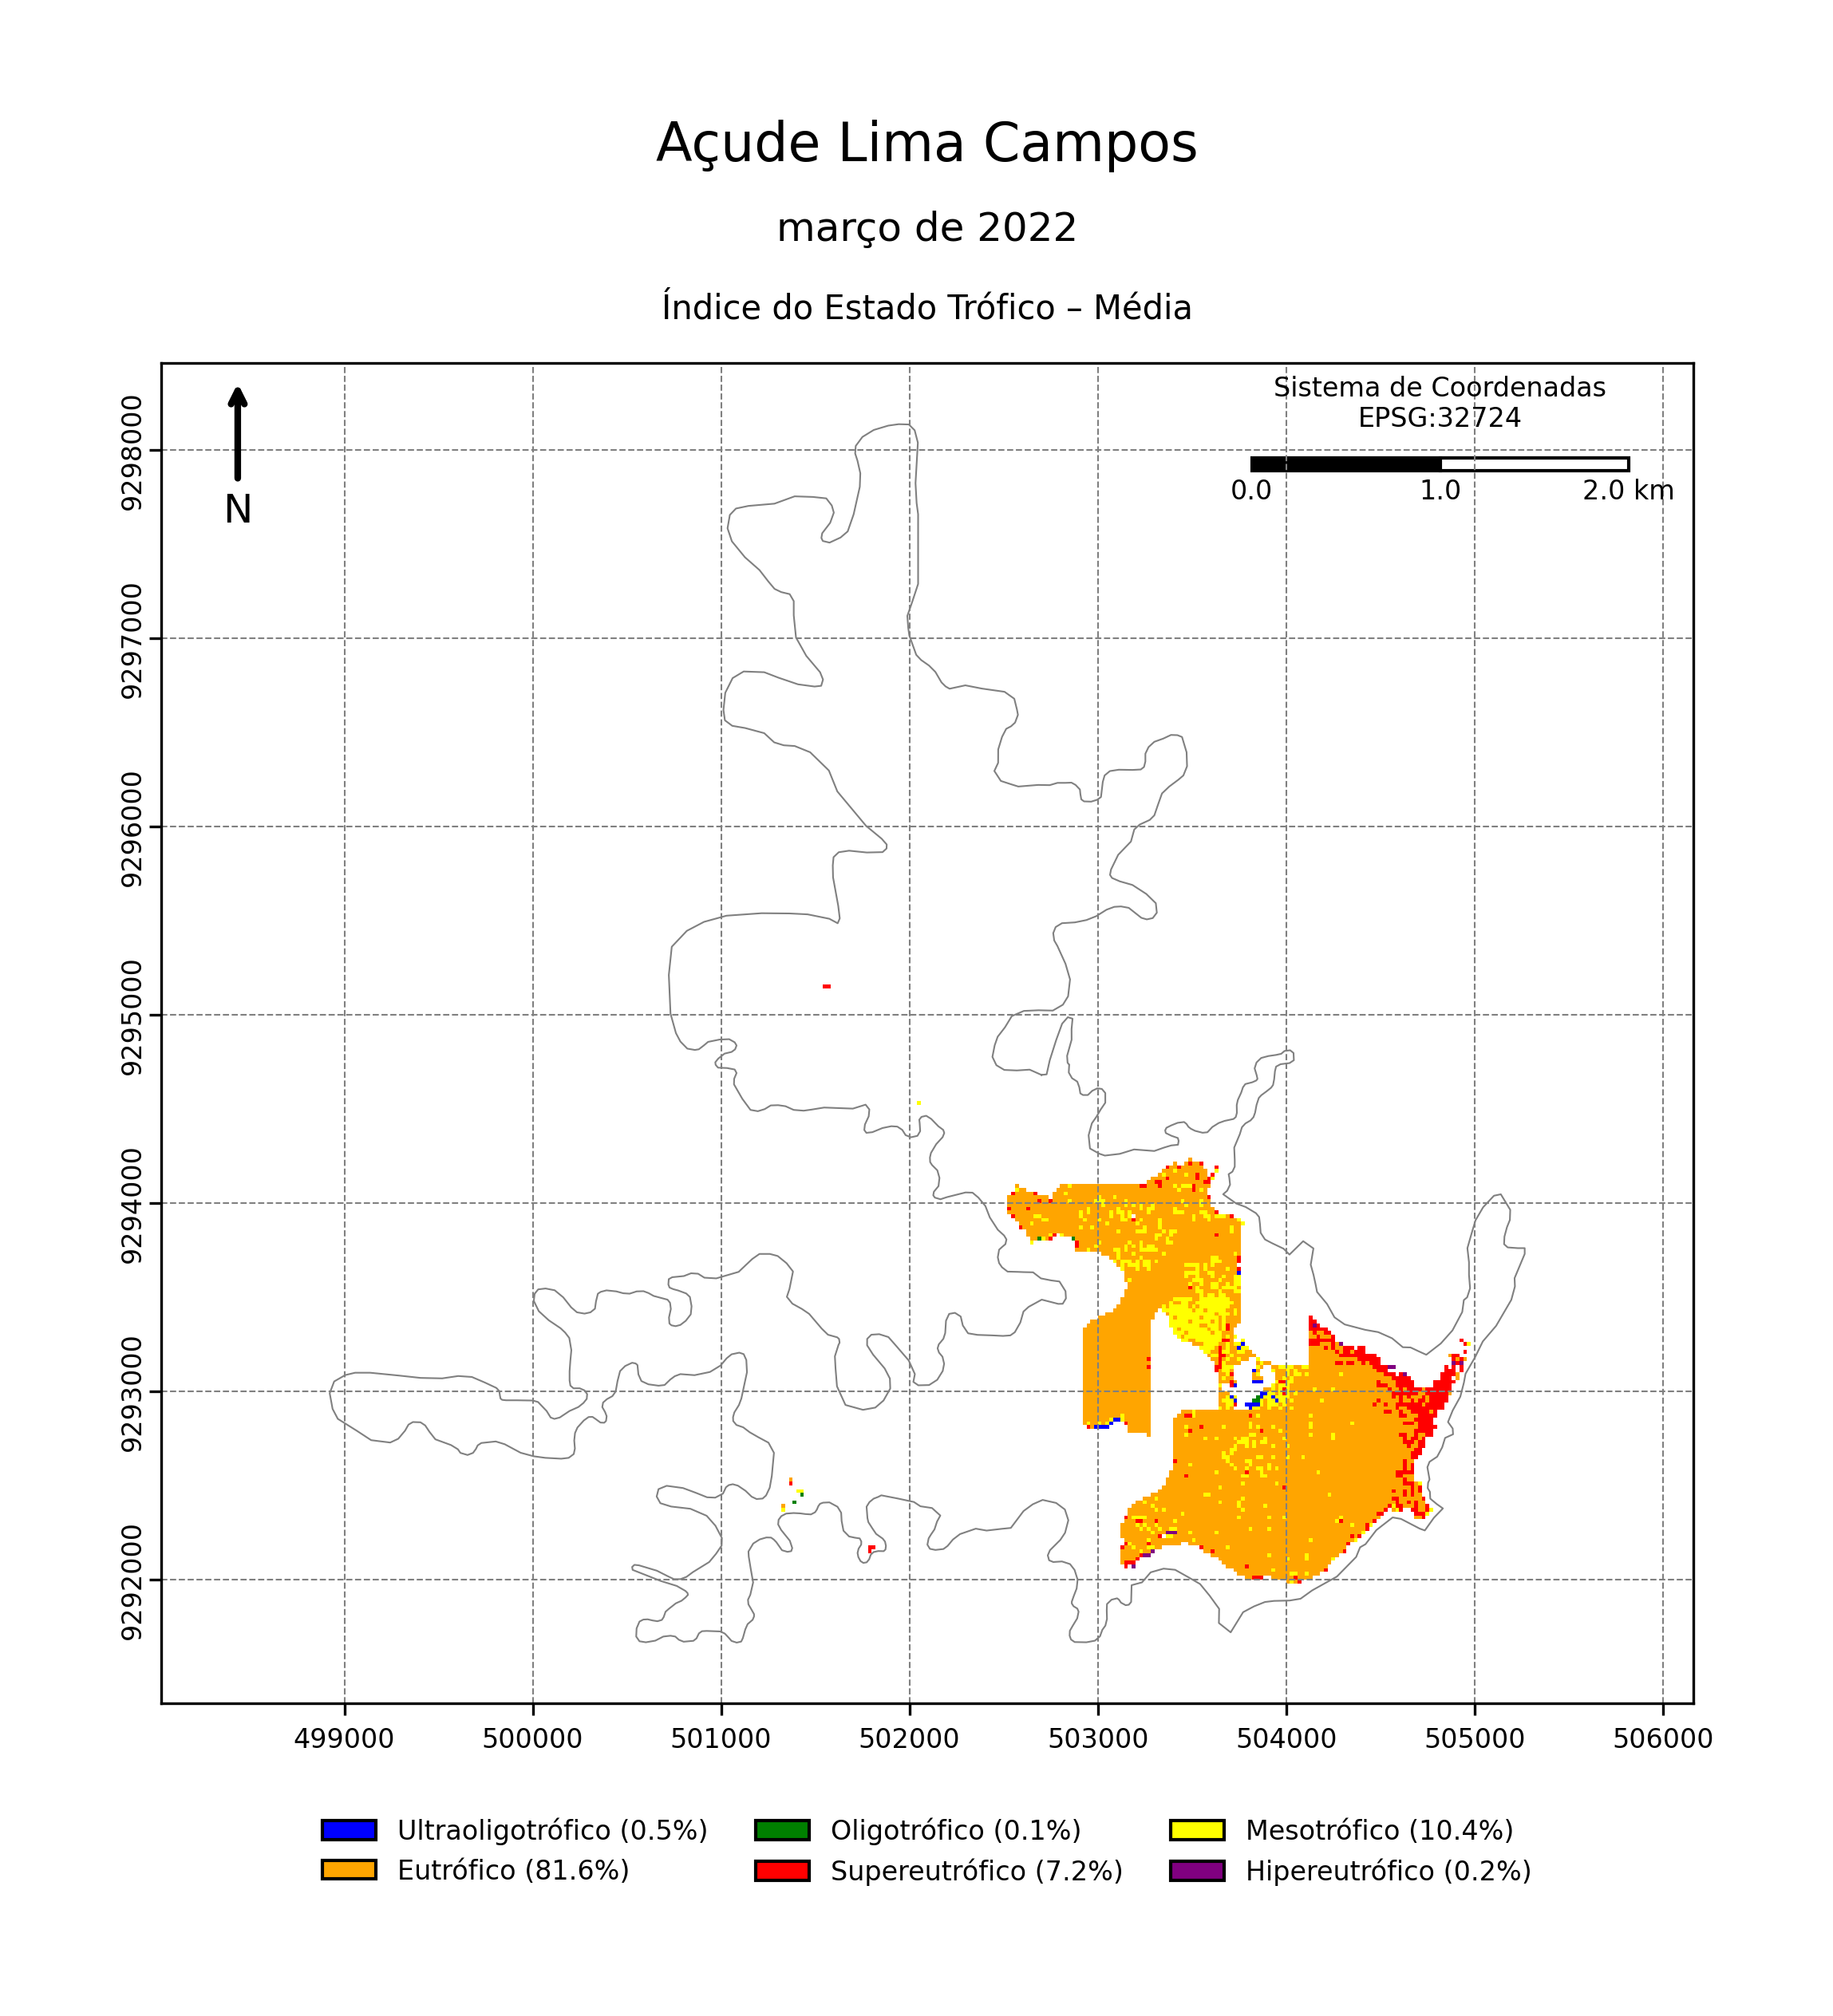 Açude Lima Campos
março de 2022
Índice do Estado Trófico – Média
Sistema de Coordenadas
EPSG:32724
0.0 1.0 2.0 km
N
9298000
9297000
9296000
9295000
9294000
9293000
9292000
499000 500000 501000 502000 503000 504000 505000 506000
Ultraoligotrófico (0.5%) Oligotrófico (0.1%) Mesotrófico (10.4%)
Eutrófico (81.6%) Supereutrófico (7.2%) Hipereutrófico (0.2%)